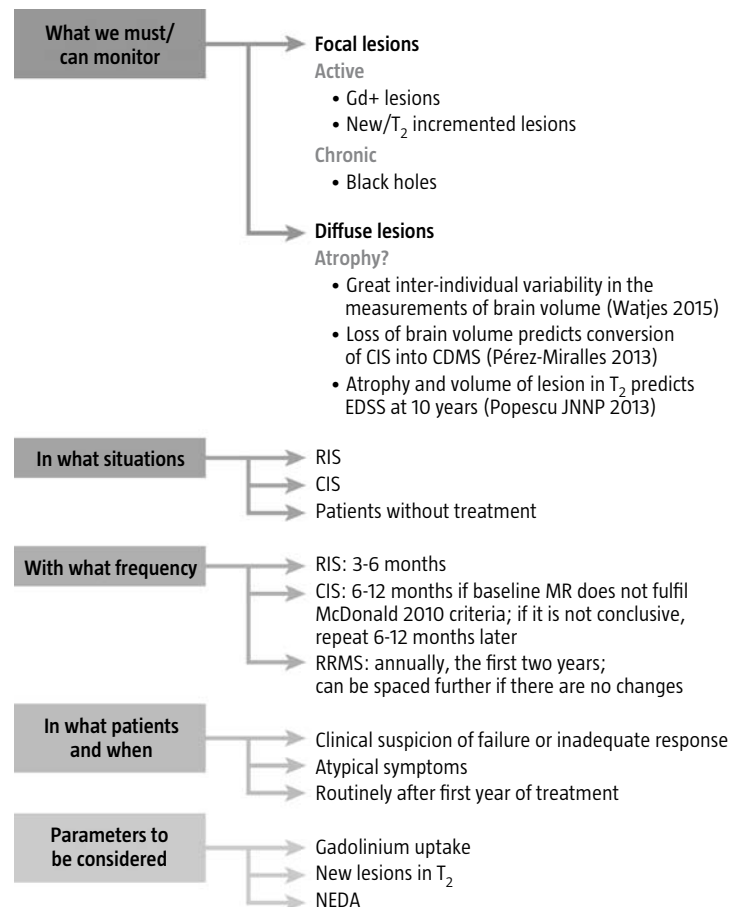 What we must/
can monitor
Focal lesions
Active
• Gd+ lesions
• New/T2 incremented lesions
Chronic
• Black holes
Diffuse lesions
Atrophy?
• Great inter-individual variability in the
measurements of brain volume (Watjes 2015)
• Loss of brain volume predicts conversion
of CIS into CDMS (Pérez-Miralles 2013)
• Atrophy and volume of lesion in T2 predicts
EDSS at 10 years (Popescu JNNP 2013)
In what situations
RIS
CIS
Patients without treatment
With what frequency
RIS: 3-6 months
CIS: 6-12 months if baseline MR does not fulfil
McDonald 2010 criteria; if it is not conclusive,
repeat 6-12 months later
RRMS: annually, the first two years;
can be spaced further if there are no changes
In what patients
and when
Clinical suspicion of failure or inadequate response
Atypical symptoms
Routinely after first year of treatment
Parameters to
be considered
Gadolinium uptake
New lesions in T2
NEDA